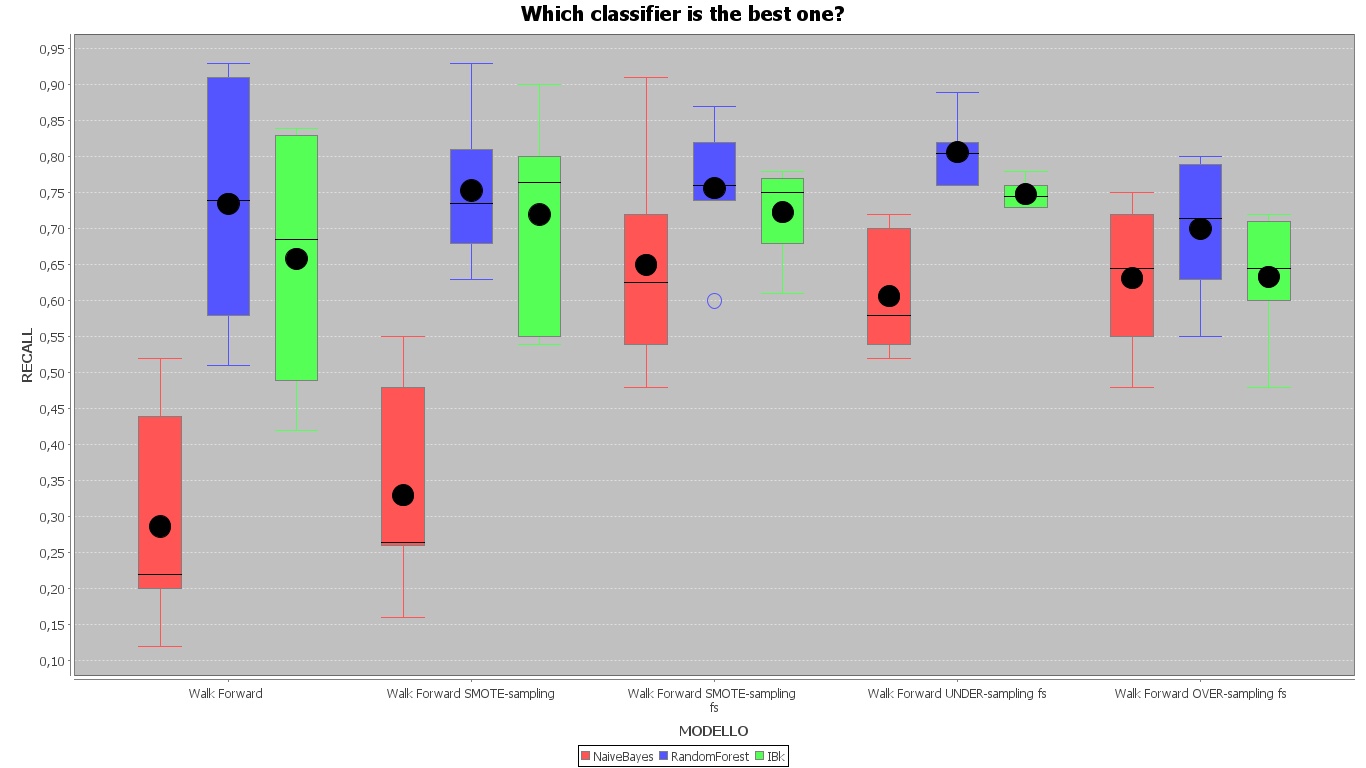 Which classifier is the best one?
0,95
0,90
0,85
0,80
0,75
0,70
0,65
0,60
0,55
0,50
0,45
0,40
0,35
0,30
0,25
0,20
0,15
0,10
RECALL
Walk Forward
Walk Forward SMOTE-sampling
Walk Forward SMOTE-sampling
fs
Walk Forward UNDER-sampling fs
Walk Forward OVER-sampling fs
MODELLO
NaiveBayes RandomForest IBk